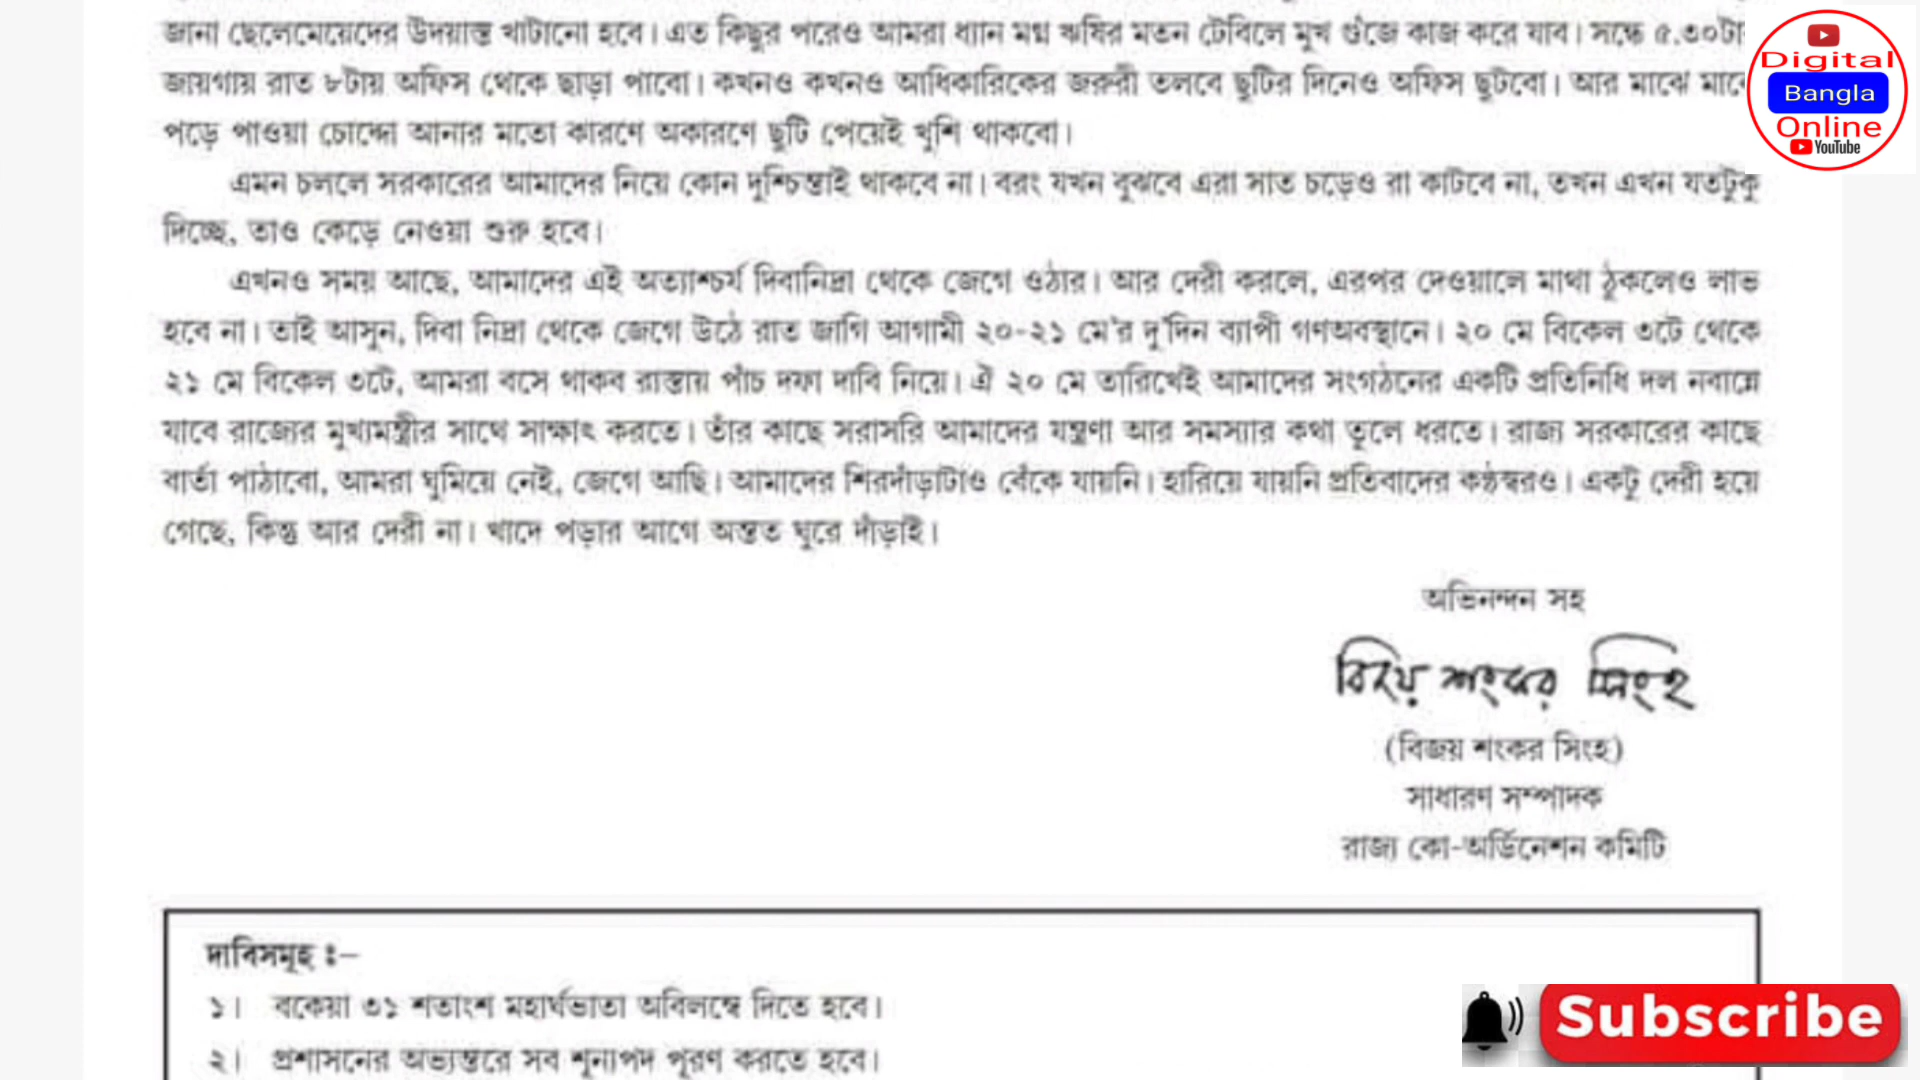 জানা ছেলেমেয়েদের উদয়াস্ত খাটানো হবে। এত কিছুর পরেও আমরা ধ্যান মগ্ন ঋষির মতন টেবিলে মুখ গুঁজে কাজ করে যাব। সন্ধে ৫.৩০টার
জায়গায় রাত ৮টায় অফিস থেকে ছাড়া পাবো। কখনও কখনও আধিকারিকের জরুরী তলবে ছুটির দিনেও অফিস ছুটবো। আর মাঝে মাঝে
পড়ে পাওয়া চোদ্দো আনার মতো কারণে অকারণে ছুটি পেয়েই খুশি থাকবো।
এমন চললে সরকারের আমাদের নিয়ে কোন দুশ্চিন্তাই থাকবে না। বরং যখন বুঝবে এরা সাত চড়েও রা কাটবে না, তখন এখন যতটুকু
দিচ্ছে, তাও কেড়ে নেওয়া শুরু হবে।
এখনও সময় আছে, আমাদের এই অত্যাশ্চর্য দিবানিদ্রা থেকে জেগে ওঠার। আর দেরী করলে, এরপর দেওয়ালে মাথা ঠুকলেও লাভ
হবে না। তাই আসুন, দিবা নিদ্রা থেকে জেগে উঠে রাত জাগি আগামী ২০-২১ মে'র দু'দিন ব্যাপী গণঅবস্থানে। ২০ মে বিকেল ৩টে থেকে
২১ মে বিকেল ৩টে, আমরা বসে থাকব রাস্তায় পাঁচ দফা দাবি নিয়ে। ঐ ২০ মে তারিখেই আমাদের সংগঠনের একটি প্রতিনিধি দল নবান্নে
যাবে রাজ্যের মুখ্যমন্ত্রীর সাথে সাক্ষাৎ করতে। তাঁর কাছে সরাসরি আমাদের যন্ত্রণা আর সমস্যার কথা তুলে ধরতে। রাজ্য সরকারের কাছে
বার্তা পাঠাবো, আমরা ঘুমিয়ে নেই, জেগে আছি। আমাদের শিরদাঁড়াটাও বেঁকে যায়নি। হারিয়ে যায়নি প্রতিবাদের কণ্ঠস্বরও। একটু দেরী হয়ে
গেছে, কিন্তু আর দেরী না। খাদে পড়ার আগে অন্তত ঘুরে দাঁড়াই।
অভিনন্দন সহ
বিজয় শংকর সিংহ
(বিজয় শংকর সিংহ)
সাধারণ সম্পাদক
রাজ্য কো-অর্ডিনেশন কমিটি
দাবিসমূহ ঃ–
১। বকেয়া ৩১ শতাংশ মহার্ঘভাতা অবিলম্বে দিতে হবে।
২। প্রশাসনের অভ্যন্তরে সব শূন্যপদ পূরণ করতে হবে।
Digital
Bangla
Online
YouTube
Subscribe